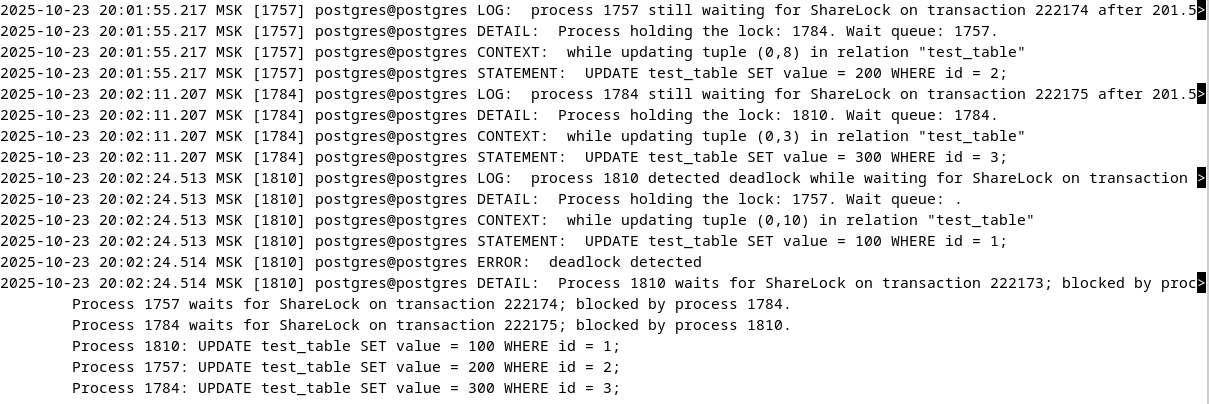 2025-10-23 20:01:55.217 MSK [1757] postgres@postgres LOG:  process 1757 still waiting for ShareLock on transaction 222174 after 201.5>
2025-10-23 20:01:55.217 MSK [1757] postgres@postgres DETAIL:  Process holding the lock: 1784. Wait queue: 1757.
2025-10-23 20:01:55.217 MSK [1757] postgres@postgres CONTEXT:  while updating tuple (0,8) in relation "test_table"
2025-10-23 20:01:55.217 MSK [1757] postgres@postgres STATEMENT:  UPDATE test_table SET value = 200 WHERE id = 2;
2025-10-23 20:02:11.207 MSK [1784] postgres@postgres LOG:  process 1784 still waiting for ShareLock on transaction 222175 after 201.5>
2025-10-23 20:02:11.207 MSK [1784] postgres@postgres DETAIL:  Process holding the lock: 1810. Wait queue: 1784.
2025-10-23 20:02:11.207 MSK [1784] postgres@postgres CONTEXT:  while updating tuple (0,3) in relation "test_table"
2025-10-23 20:02:11.207 MSK [1784] postgres@postgres STATEMENT:  UPDATE test_table SET value = 300 WHERE id = 3;
2025-10-23 20:02:24.513 MSK [1810] postgres@postgres LOG:  process 1810 detected deadlock while waiting for ShareLock on transaction >
2025-10-23 20:02:24.513 MSK [1810] postgres@postgres DETAIL:  Process holding the lock: 1757. Wait queue: .
2025-10-23 20:02:24.513 MSK [1810] postgres@postgres CONTEXT:  while updating tuple (0,10) in relation "test_table"
2025-10-23 20:02:24.513 MSK [1810] postgres@postgres STATEMENT:  UPDATE test_table SET value = 100 WHERE id = 1;
2025-10-23 20:02:24.514 MSK [1810] postgres@postgres ERROR:  deadlock detected
2025-10-23 20:02:24.514 MSK [1810] postgres@postgres DETAIL:  Process 1810 waits for ShareLock on transaction 222173; blocked by proc>
        Process 1757 waits for ShareLock on transaction 222174; blocked by process 1784.
        Process 1784 waits for ShareLock on transaction 222175; blocked by process 1810.
        Process 1810: UPDATE test_table SET value = 100 WHERE id = 1;
        Process 1757: UPDATE test_table SET value = 200 WHERE id = 2;
        Process 1784: UPDATE test_table SET value = 300 WHERE id = 3;